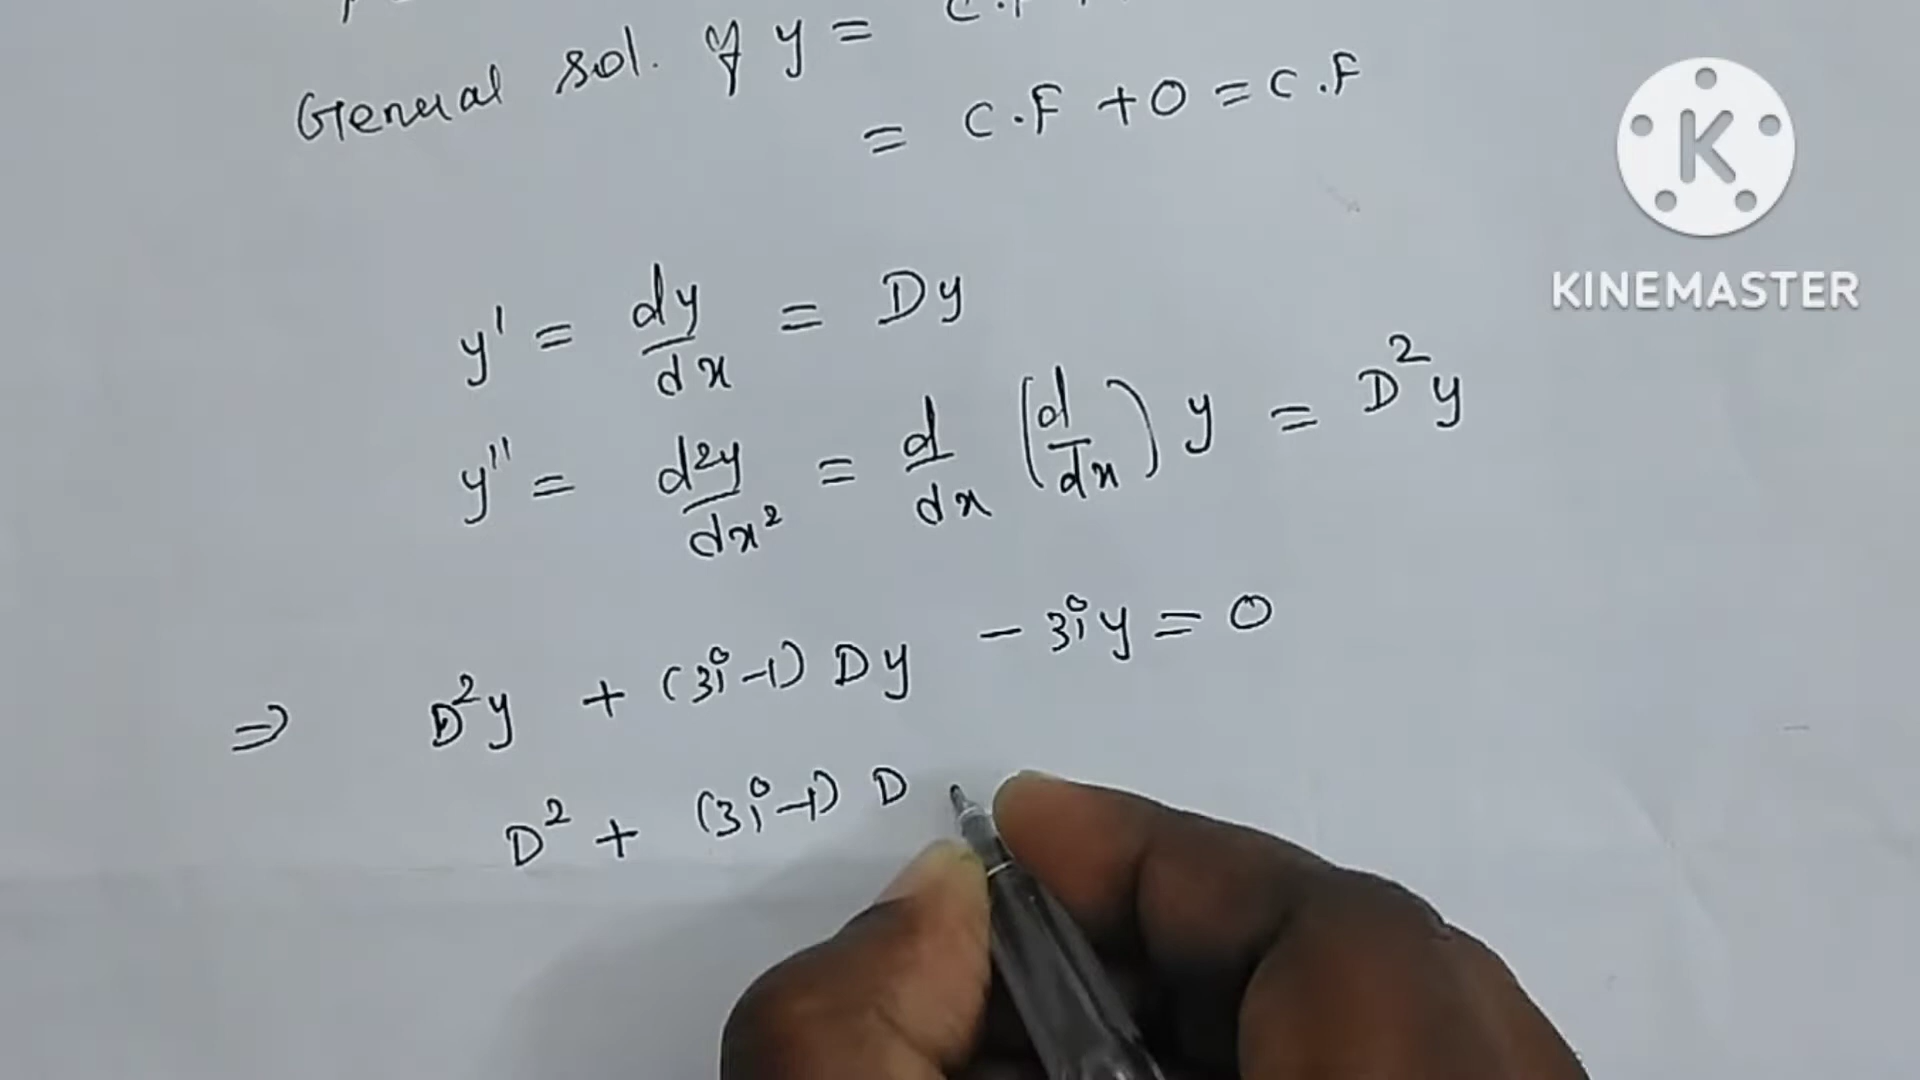 General sol. of y =
= C.F + 0 = C.F
K
KINEMASTER
y' = dy/dx = Dy
y'' = d²y/dx² = d/dx (d/dx) y = D²y
⇒ D²y + (3i-1) Dy - 3iy = 0
D² + (3i-1) D